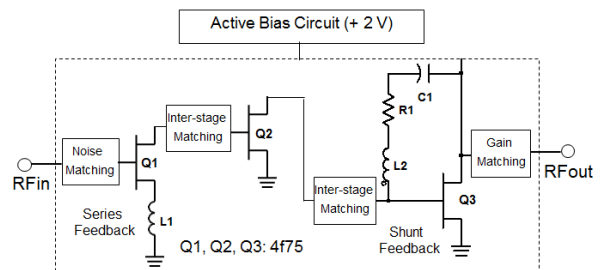 Active Bias Circuit (+ 2 V)
C1
R1
Inter-stage
Matching
Q2
Noise
Matching
Q1
L2
Gain
Matching
RFin
RFout
Inter-stage
Matching
Q3
Series
Feedback
L1
Shunt
Feedback
Q1, Q2, Q3: 4f75